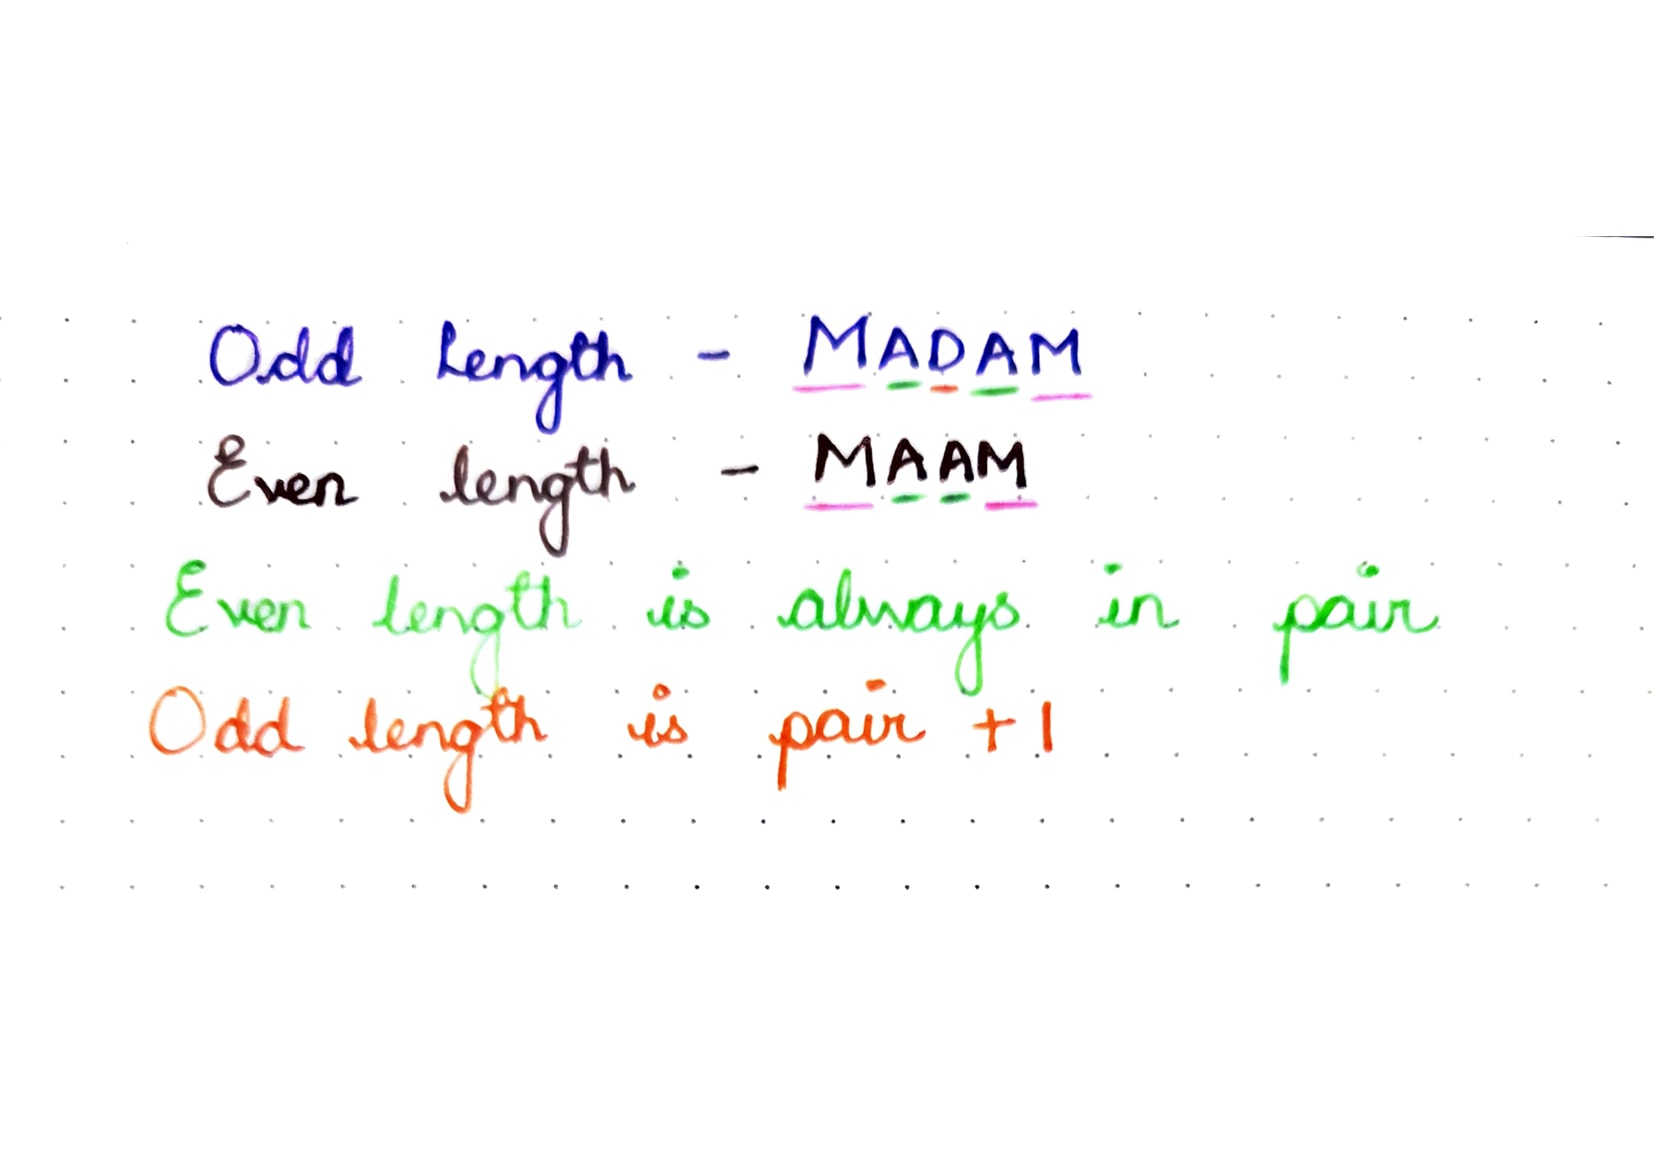 Odd Length - MADAM
Even length - MAAM
Even length is always in pair
Odd length is pair +1